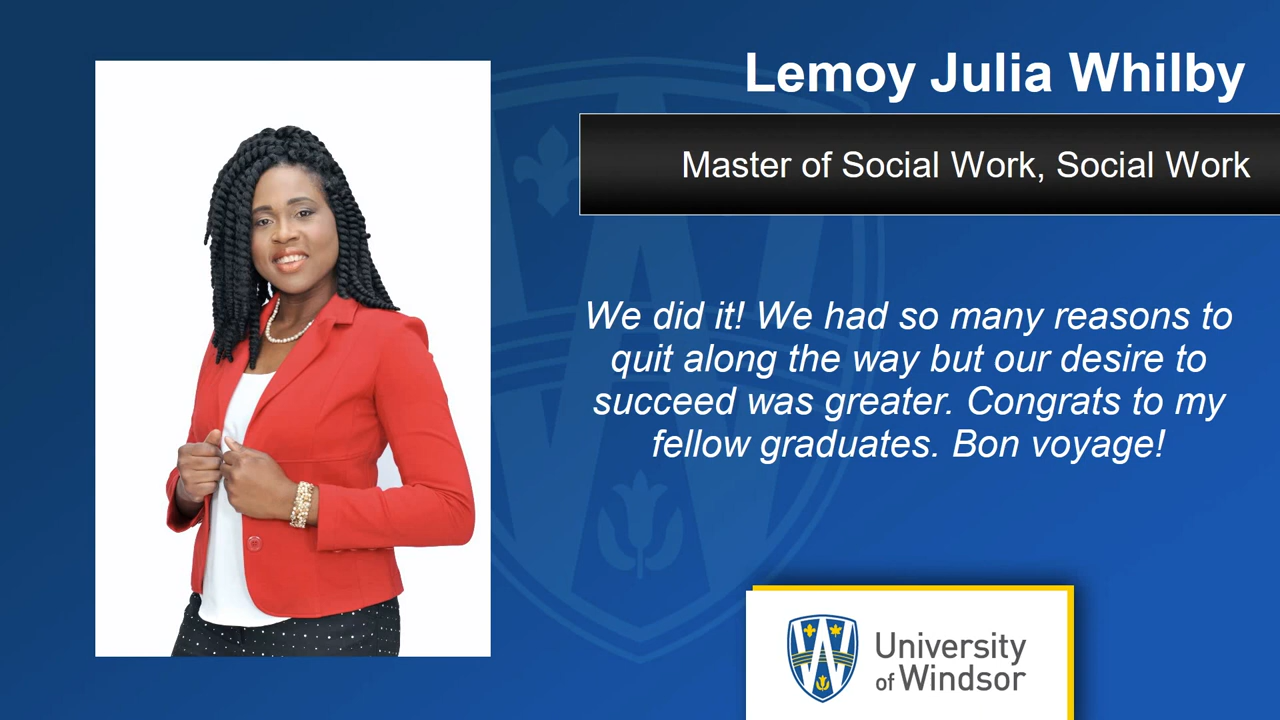 Lemoy Julia Whilby
Master of Social Work, Social Work
We did it! We had so many reasons to
quit along the way but our desire to
succeed was greater. Congrats to my
fellow graduates. Bon voyage!
University
of Windsor